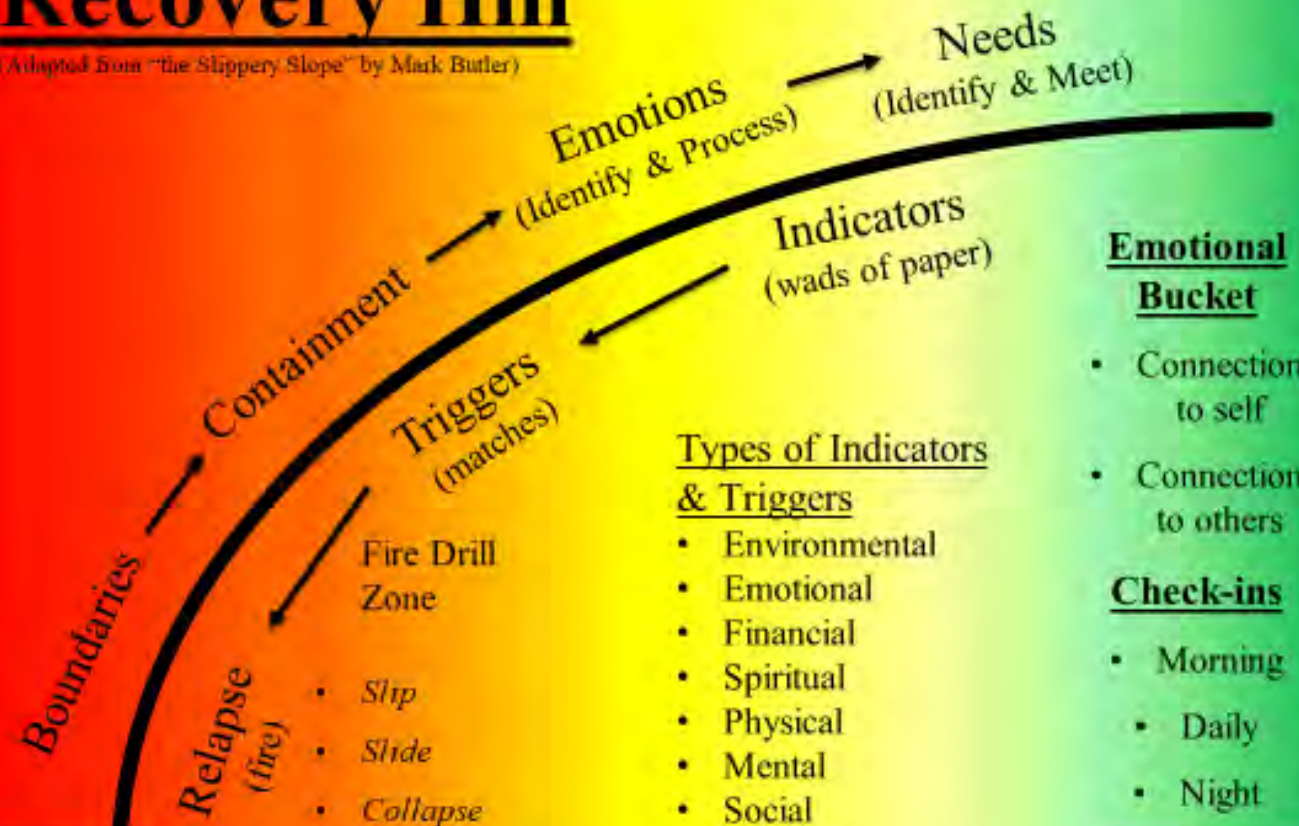 Recovery Hill
(Adapted from "the Slippery Slope" by Mark Butler)
Needs
(Identify & Meet)
Emotions
(Identify & Process)
Containment
Boundaries
Indicators
(wads of paper)
Triggers
(matches)
Relapse
(fire)
Fire Drill
Zone
• Slip
• Slide
• Collapse
Types of Indicators
& Triggers
• Environmental
• Emotional
• Financial
• Spiritual
• Physical
• Mental
• Social
Emotional
Bucket
• Connection
to self
• Connection
to others
Check-ins
• Morning
• Daily
• Night